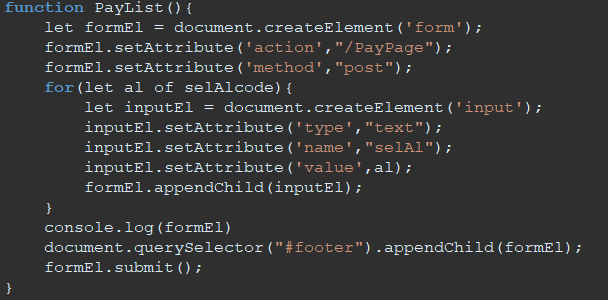 function PayList(){
let formEl = document.createElement('form');
formEl.setAttribute('action',"/PayPage");
formEl.setAttribute('method',"post");
for(let al of selAlcode){
let inputEl = document.createElement('input');
inputEl.setAttribute('type',"text");
inputEl.setAttribute('name',"selAl");
inputEl.setAttribute('value',al);
formEl.appendChild(inputEl);
}
console.log(formEl)
document.querySelector("#footer").appendChild(formEl);
formEl.submit();
}